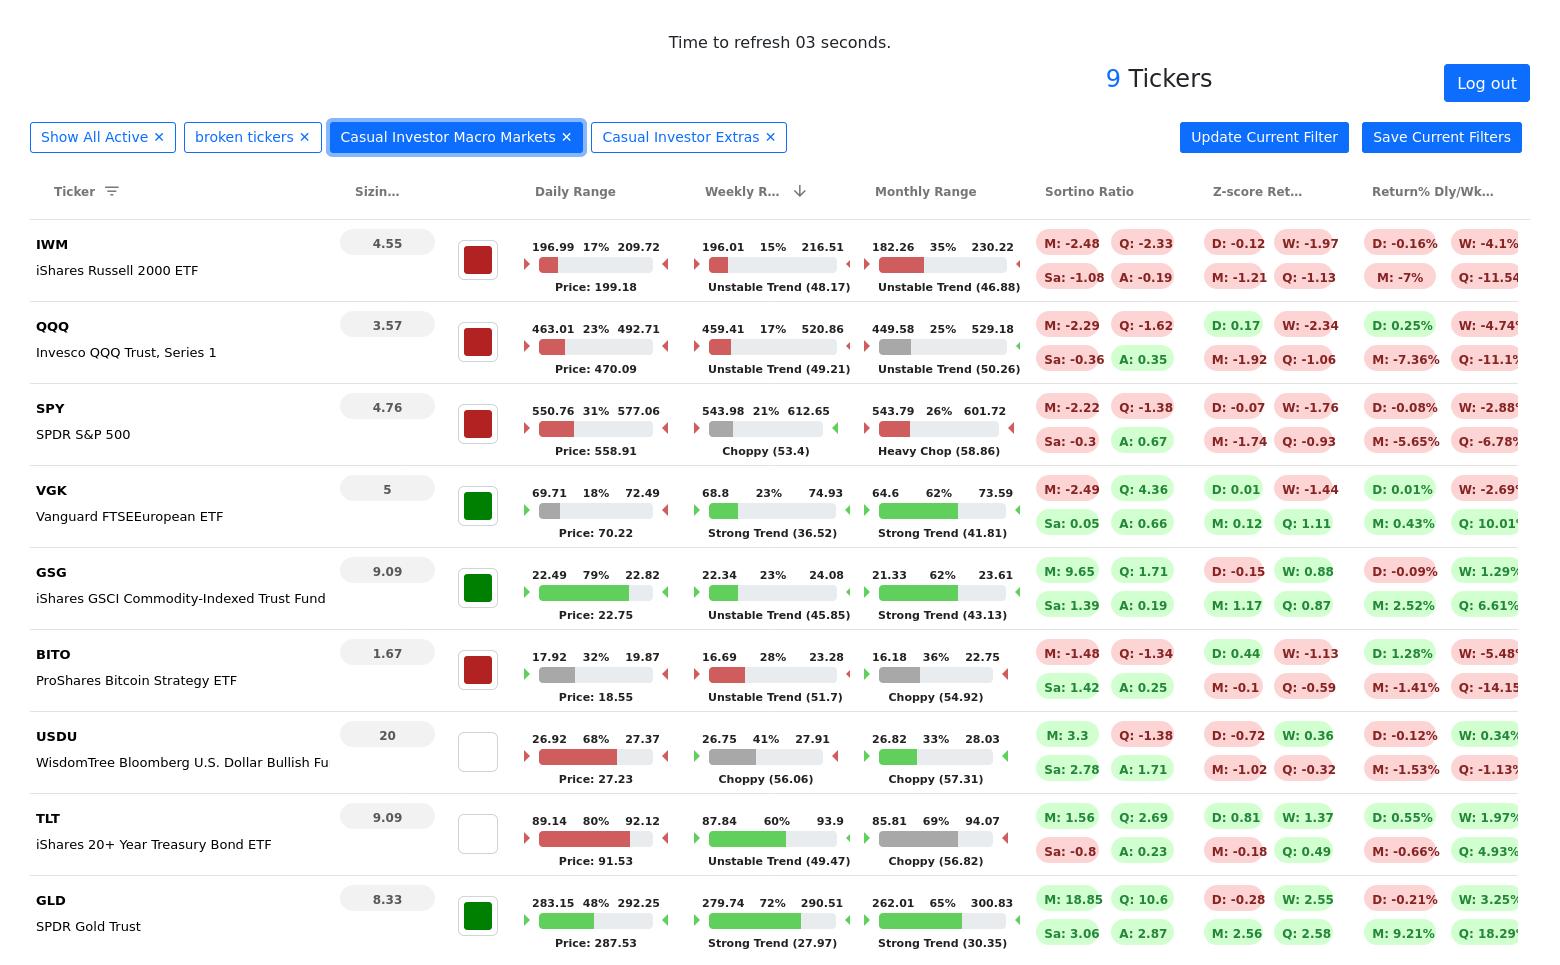 Time to refresh 03 seconds.
9 Tickers
Log out
Show All Active ✕ broken tickers ✕ Casual Investor Macro Markets ✕ Casual Investor Extras ✕ Update Current Filter Save Current Filters
Ticker Sizin... Daily Range Weekly R... Monthly Range Sortino Ratio Z-score Ret... Return% Dly/Wk...
IWM 4.55 196.99 17% 209.72 196.01 15% 216.51 182.26 35% 230.22 M: -2.48 Q: -2.33 D: -0.12 W: -1.97 D: -0.16% W: -4.1%
iShares Russell 2000 ETF Sa: -1.08 A: -0.19 M: -1.21 Q: -1.13 M: -7% Q: -11.54
Price: 199.18 Unstable Trend (48.17) Unstable Trend (46.88)
QQQ 3.57 463.01 23% 492.71 459.41 17% 520.86 449.58 25% 529.18 M: -2.29 Q: -1.62 D: 0.17 W: -2.34 D: 0.25% W: -4.74%
Invesco QQQ Trust, Series 1 Sa: -0.36 A: 0.35 M: -1.92 Q: -1.06 M: -7.36% Q: -11.1%
Price: 470.09 Unstable Trend (49.21) Unstable Trend (50.26)
SPY 4.76 550.76 31% 577.06 543.98 21% 612.65 543.79 26% 601.72 M: -2.22 Q: -1.38 D: -0.07 W: -1.76 D: -0.08% W: -2.88%
SPDR S&P 500 Sa: -0.3 A: 0.67 M: -1.74 Q: -0.93 M: -5.65% Q: -6.78%
Price: 558.91 Choppy (53.4) Heavy Chop (58.86)
VGK 5 69.71 18% 72.49 68.8 23% 74.93 64.6 62% 73.59 M: -2.49 Q: 4.36 D: 0.01 W: -1.44 D: 0.01% W: -2.69%
Vanguard FTSEEuropean ETF Sa: 0.05 A: 0.66 M: 0.12 Q: 1.11 M: 0.43% Q: 10.01%
Price: 70.22 Strong Trend (36.52) Strong Trend (41.81)
GSG 9.09 22.49 79% 22.82 22.34 23% 24.08 21.33 62% 23.61 M: 9.65 Q: 1.71 D: -0.15 W: 0.88 D: -0.09% W: 1.29%
iShares GSCI Commodity-Indexed Trust Fund Sa: 1.39 A: 0.19 M: 1.17 Q: 0.87 M: 2.52% Q: 6.61%
Price: 22.75 Unstable Trend (45.85) Strong Trend (43.13)
BITO 1.67 17.92 32% 19.87 16.69 28% 23.28 16.18 36% 22.75 M: -1.48 Q: -1.34 D: 0.44 W: -1.13 D: 1.28% W: -5.48%
ProShares Bitcoin Strategy ETF Sa: 1.42 A: 0.25 M: -0.1 Q: -0.59 M: -1.41% Q: -14.15
Price: 18.55 Unstable Trend (51.7) Choppy (54.92)
USDU 20 26.92 68% 27.37 26.75 41% 27.91 26.82 33% 28.03 M: 3.3 Q: -1.38 D: -0.72 W: 0.36 D: -0.12% W: 0.34%
WisdomTree Bloomberg U.S. Dollar Bullish Fu Sa: 2.78 A: 1.71 M: -1.02 Q: -0.32 M: -1.53% Q: -1.13%
Price: 27.23 Choppy (56.06) Choppy (57.31)
TLT 9.09 89.14 80% 92.12 87.84 60% 93.9 85.81 69% 94.07 M: 1.56 Q: 2.69 D: 0.81 W: 1.37 D: 0.55% W: 1.97%
iShares 20+ Year Treasury Bond ETF Sa: -0.8 A: 0.23 M: -0.18 Q: 0.49 M: -0.66% Q: 4.93%
Price: 91.53 Unstable Trend (49.47) Choppy (56.82)
GLD 8.33 283.15 48% 292.25 279.74 72% 290.51 262.01 65% 300.83 M: 18.85 Q: 10.6 D: -0.28 W: 2.55 D: -0.21% W: 3.25%
SPDR Gold Trust Sa: 3.06 A: 2.87 M: 2.56 Q: 2.58 M: 9.21% Q: 18.29%
Price: 287.53 Strong Trend (27.97) Strong Trend (30.35)